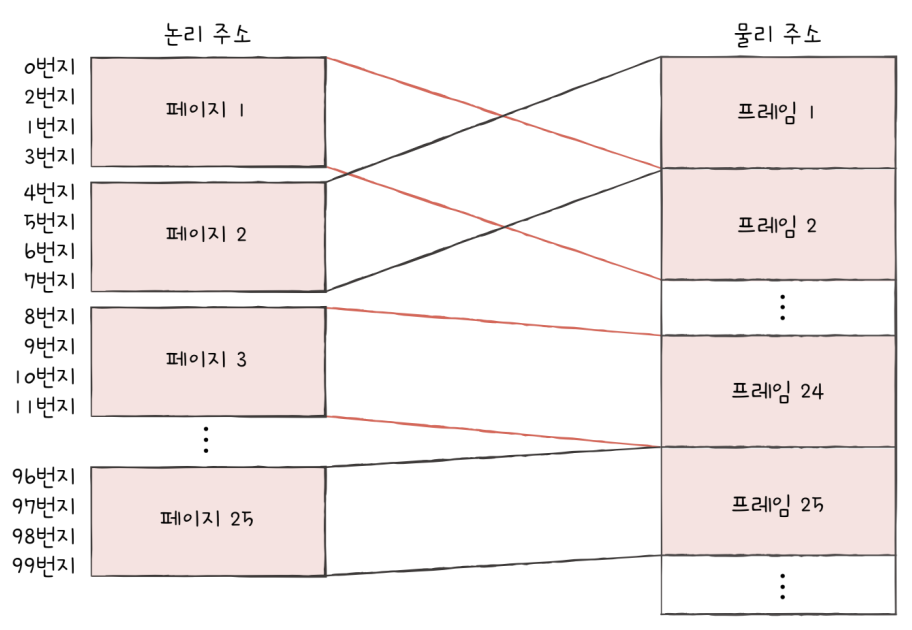 논리 주소
0번지
2번지
1번지
3번지
페이지 1
4번지
5번지
6번지
7번지
페이지 2
8번지
9번지
10번지
11번지
페이지 3
96번지
97번지
98번지
99번지
페이지 25
물리 주소
프레임 1
프레임 2
프레임 24
프레임 25